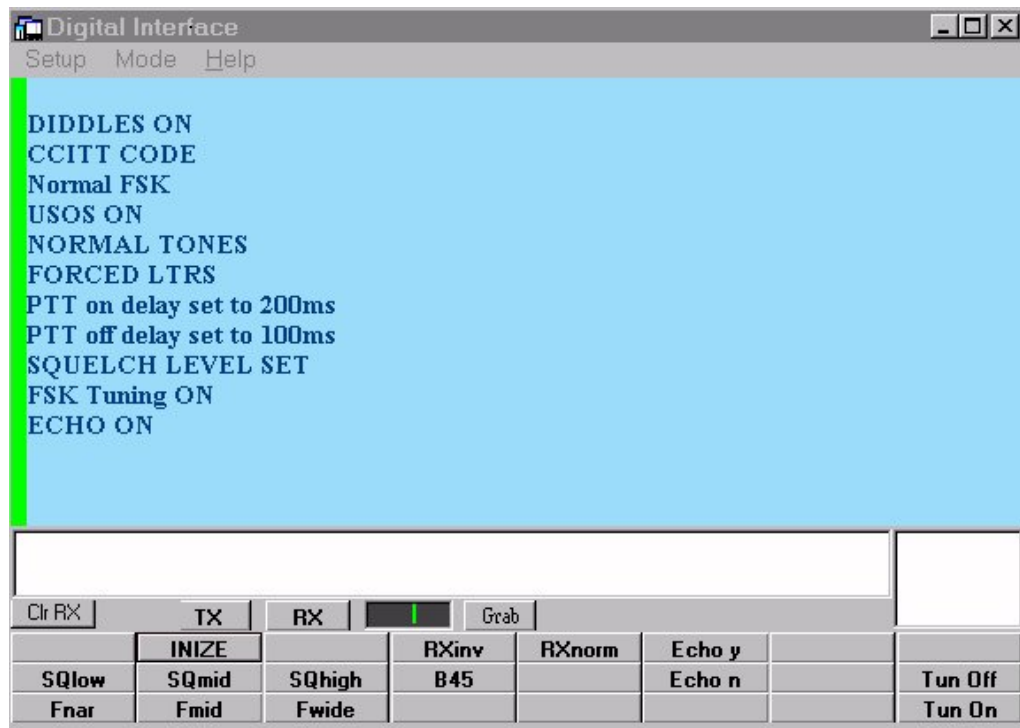 Digital Interface
Setup Mode Help
DIDDLES ON
CCITT CODE
Normal FSK
USOS ON
NORMAL TONES
FORCED LTRS
PTT on delay set to 200ms
PTT off delay set to 100ms
SQUELCH LEVEL SET
FSK Tuning ON
ECHO ON
Clr RX TX RX Grab
INIZE RXinv RXnorm Echo y
SQlow SQmid SQhigh B45 Echo n Tun Off
Fnar Fmid Fwide Tun On